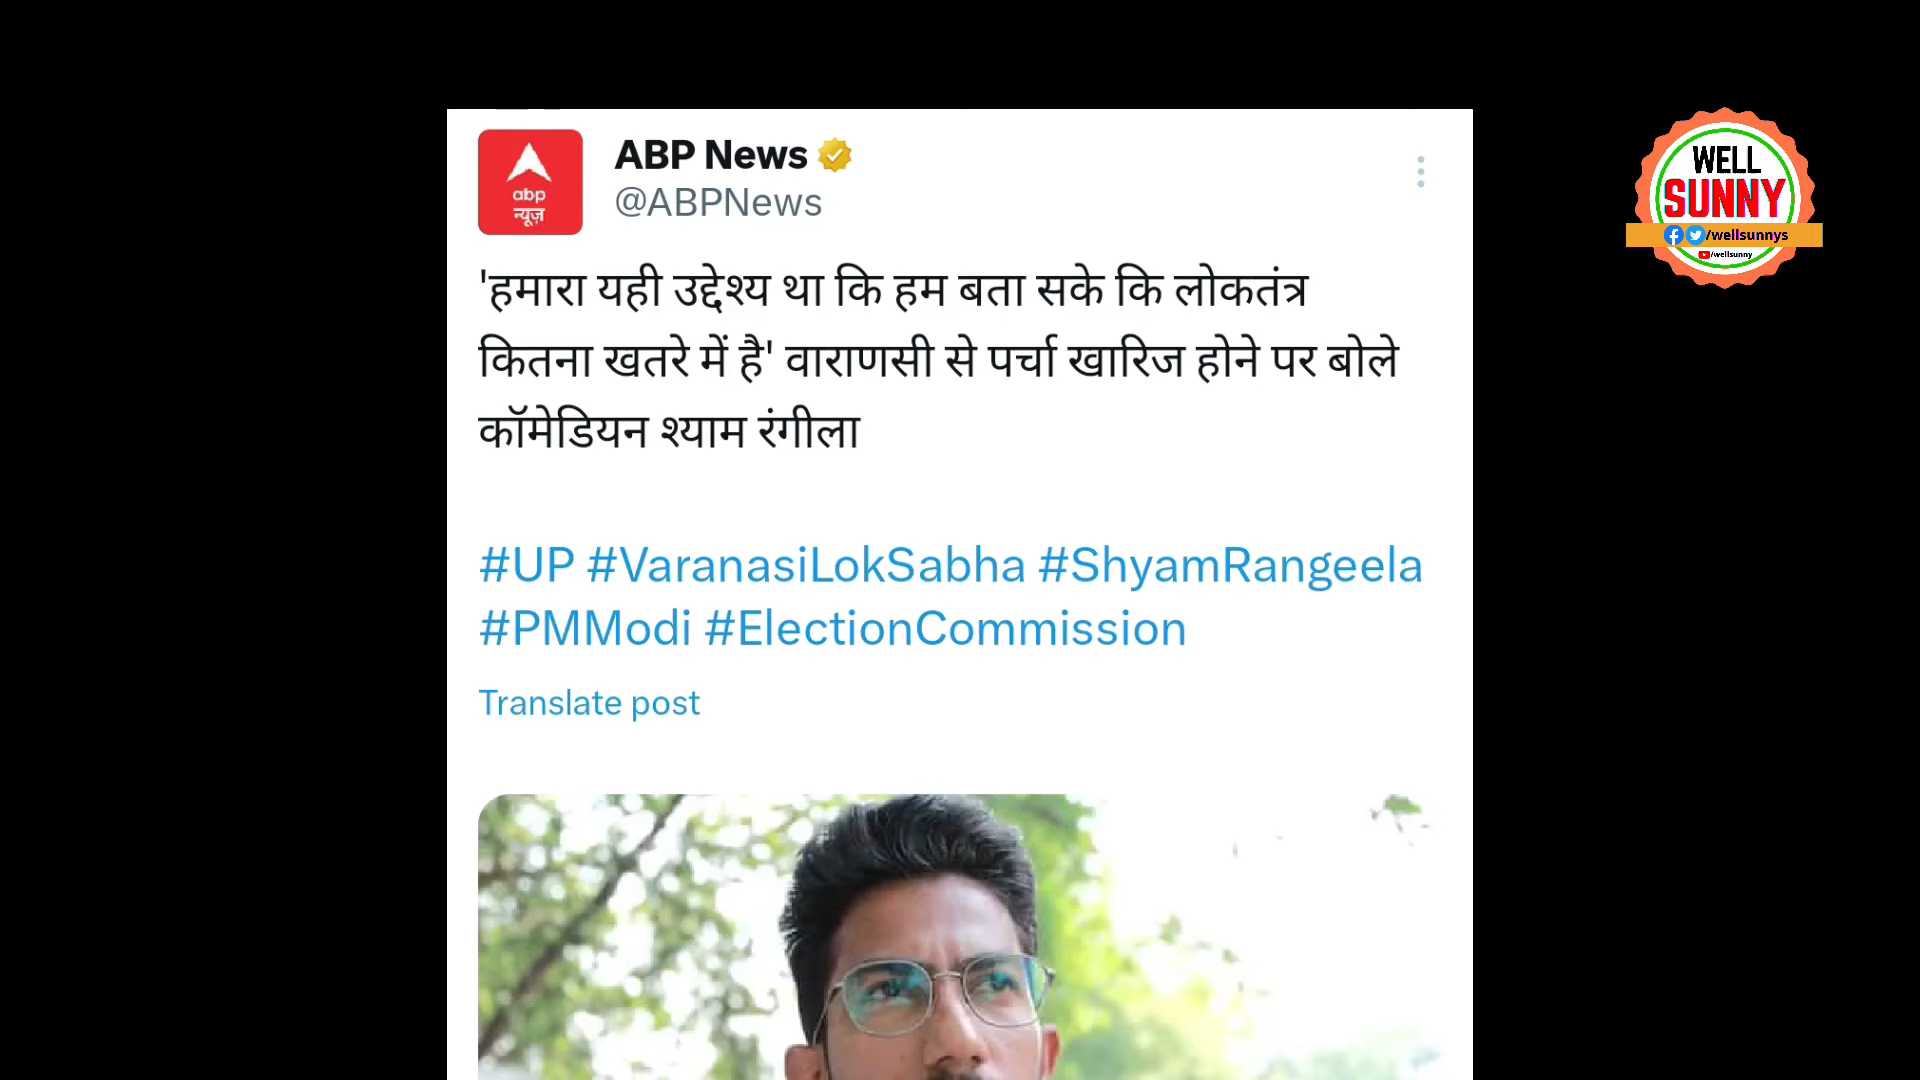 ABP News
@ABPNews
abp
न्यूज़
'हमारा यही उद्देश्य था कि हम बता सके कि लोकतंत्र
कितना खतरे में है' वाराणसी से पर्चा खारिज होने पर बोले
कॉमेडियन श्याम रंगीला
#UP #VaranasiLokSabha #ShyamRangeela
#PMModi #ElectionCommission
Translate post
WELL
SUNNY
/wellsunnys
/wellsunny